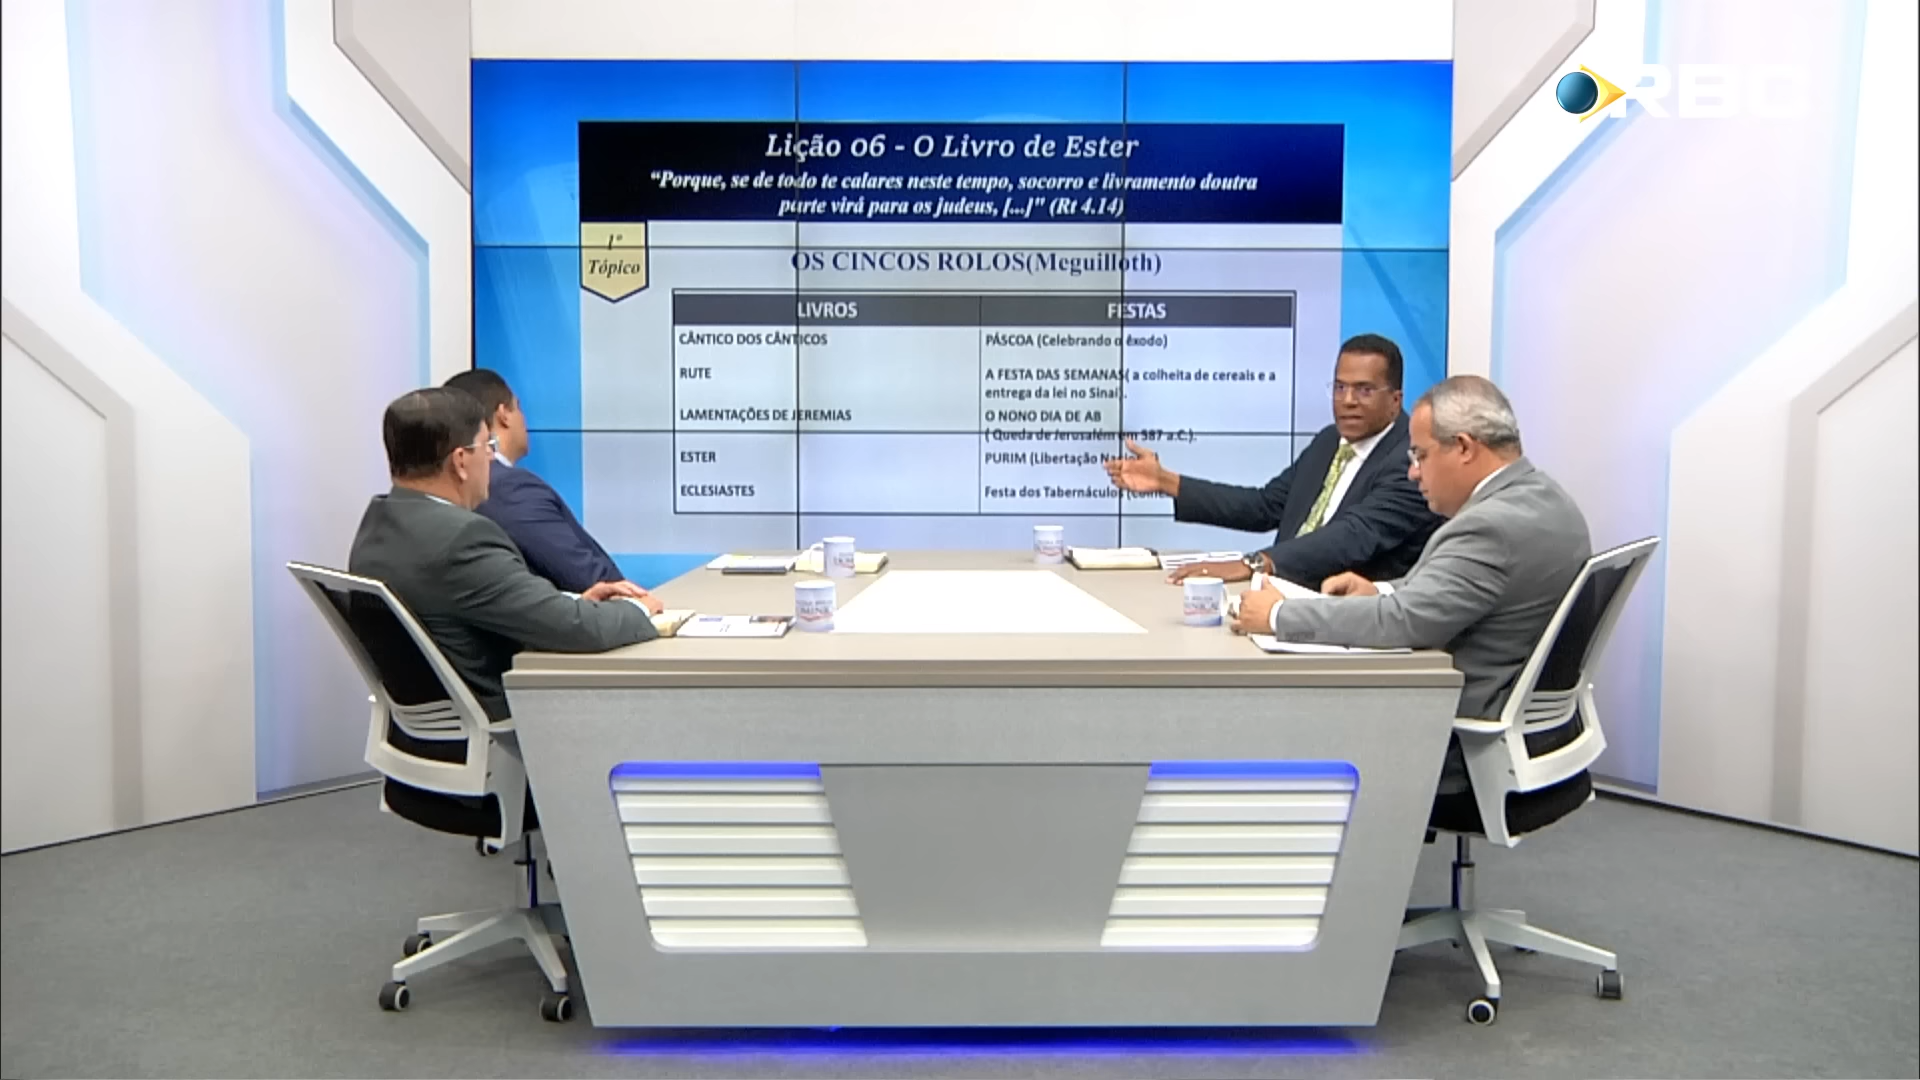 RBC
Lição 06 - O Livro de Ester
“Porque, se de todo te calares neste tempo, socorro e livramento doutra
parte virá para os judeus, [...]” (Rt 4.14)
1º
Tópico
OS CINCOS ROLOS(Meguilloth)
LIVROS
FESTAS
CÂNTICO DOS CÂNTICOS
PÁSCOA (Celebrando o êxodo)
RUTE
A FESTA DAS SEMANAS( a colheita de cereais e a
entrega da lei no Sinai).
LAMENTAÇÕES DE JEREMIAS
O NONO DIA DE AB
( Queda de Jerusalém em 587 a.C.).
ESTER
PURIM (Libertação
ECLESIASTES
Festa dos Tabernáculos